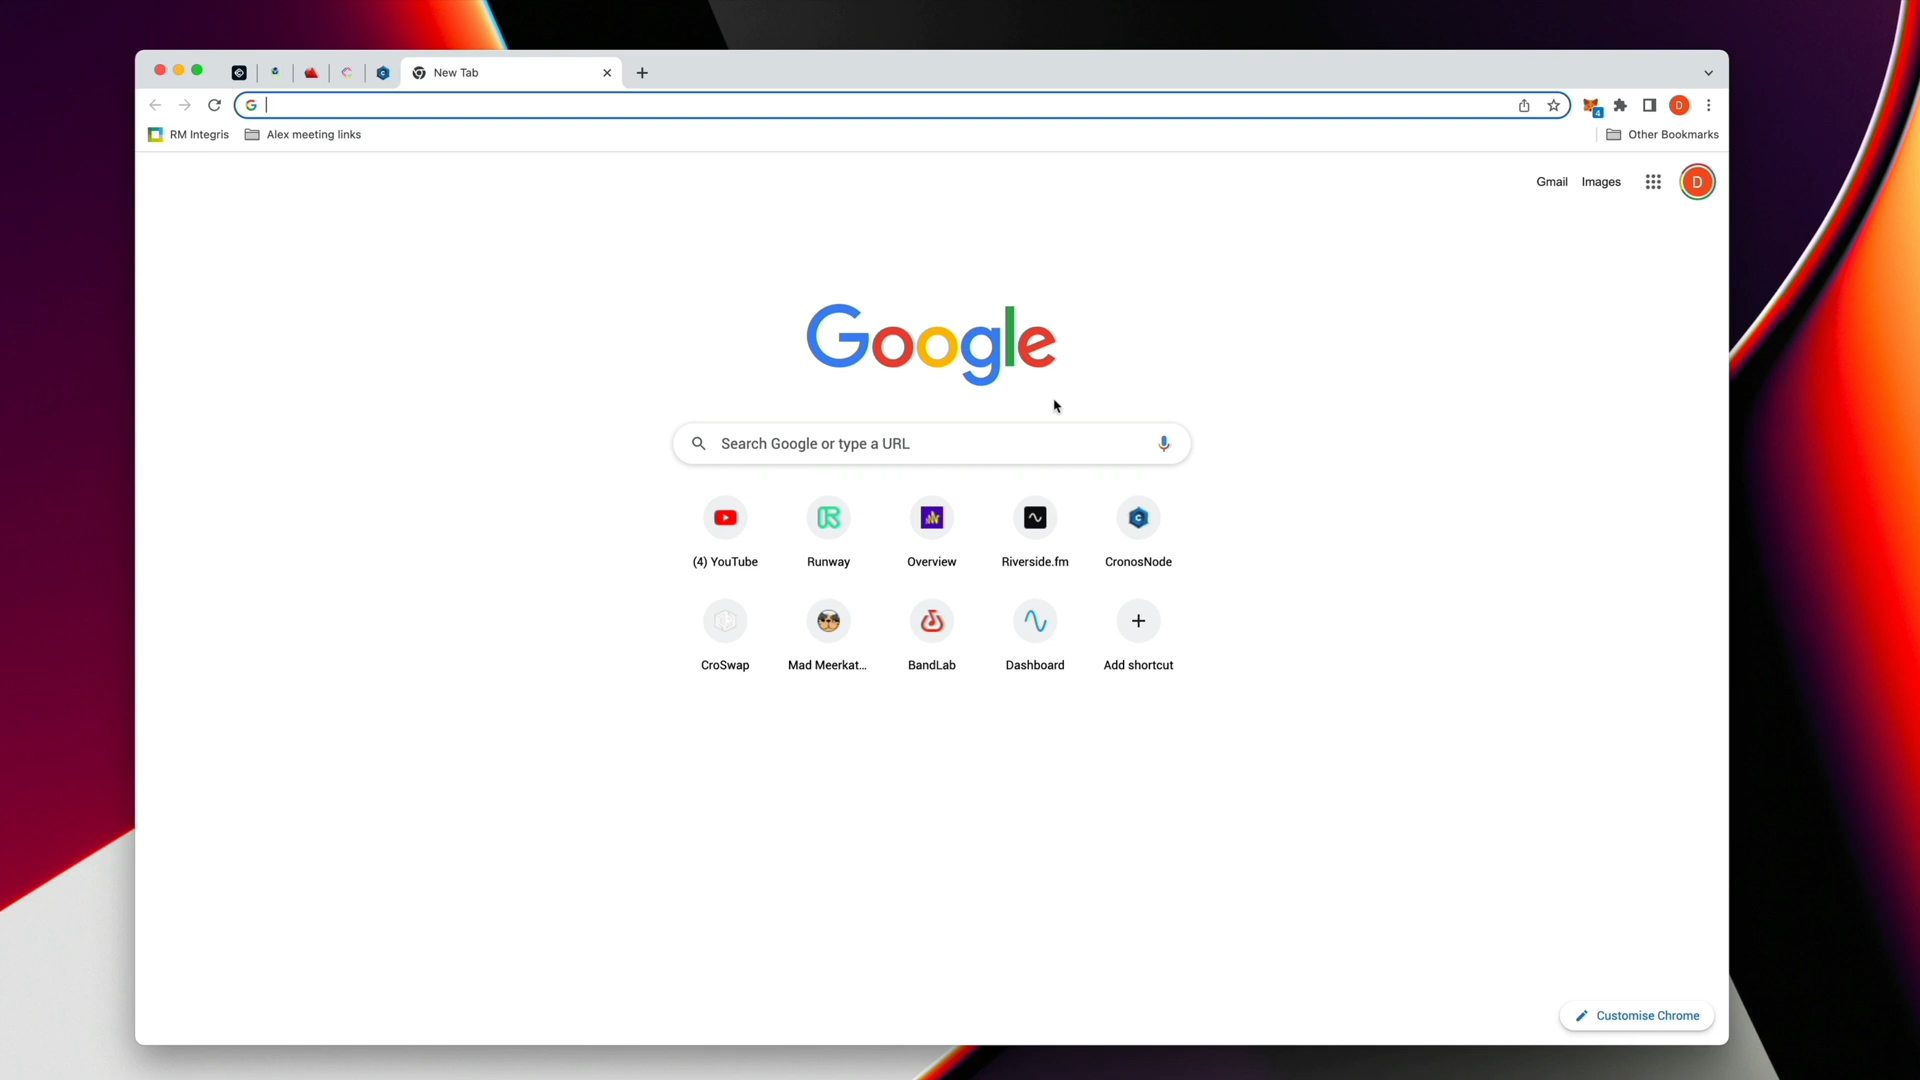 New Tab
4
D
RM Integris
Alex meeting links
Other Bookmarks
Gmail
Images
D
Google
Search Google or type a URL
(4) YouTube
Runway
Overview
Riverside.fm
CronosNode
CroSwap
Mad Meerkat...
BandLab
Dashboard
Add shortcut
Customise Chrome